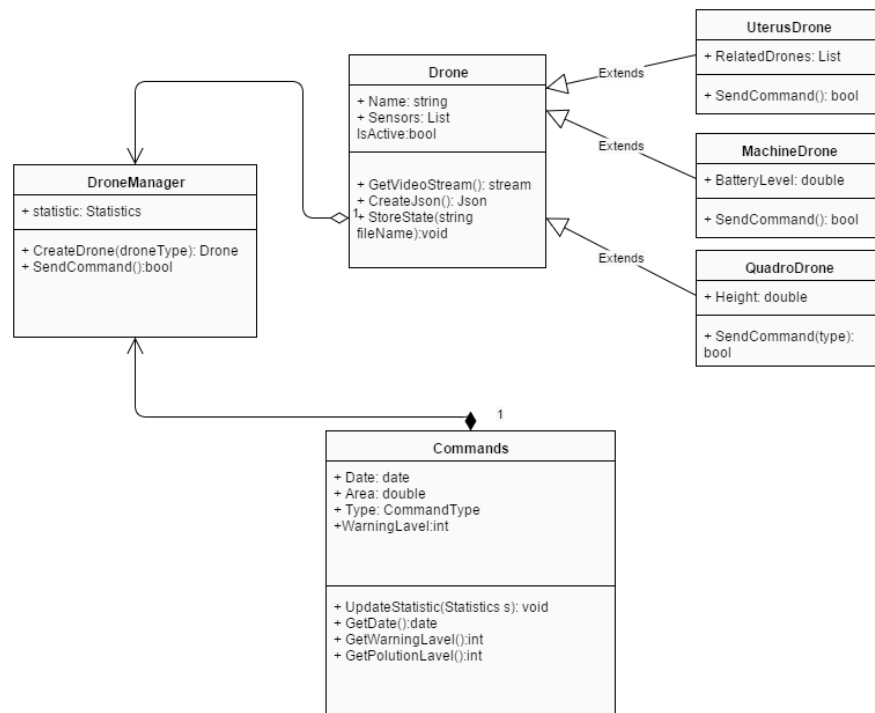 UterusDrone
+ RelatedDrones: List
+ SendCommand(): bool
Extends
Drone
+ Name: string
+ Sensors: List
IsActive:bool
+ GetVideoStream(): stream
+ CreateJson(): Json
+ StoreState(string
fileName):void
1
MachineDrone
+ BatteryLevel: double
+ SendCommand(): bool
Extends
DroneManager
+ statistic: Statistics
+ CreateDrone(droneType): Drone
+ SendCommand():bool
QuadroDrone
+ Height: double
+ SendCommand(type):
bool
Extends
1
Commands
+ Date: date
+ Area: double
+ Type: CommandType
+WarningLavel:int
+ UpdateStatistic(Statistics s): void
+ GetDate():date
+ GetWarningLavel():int
+ GetPolutionLavel():int